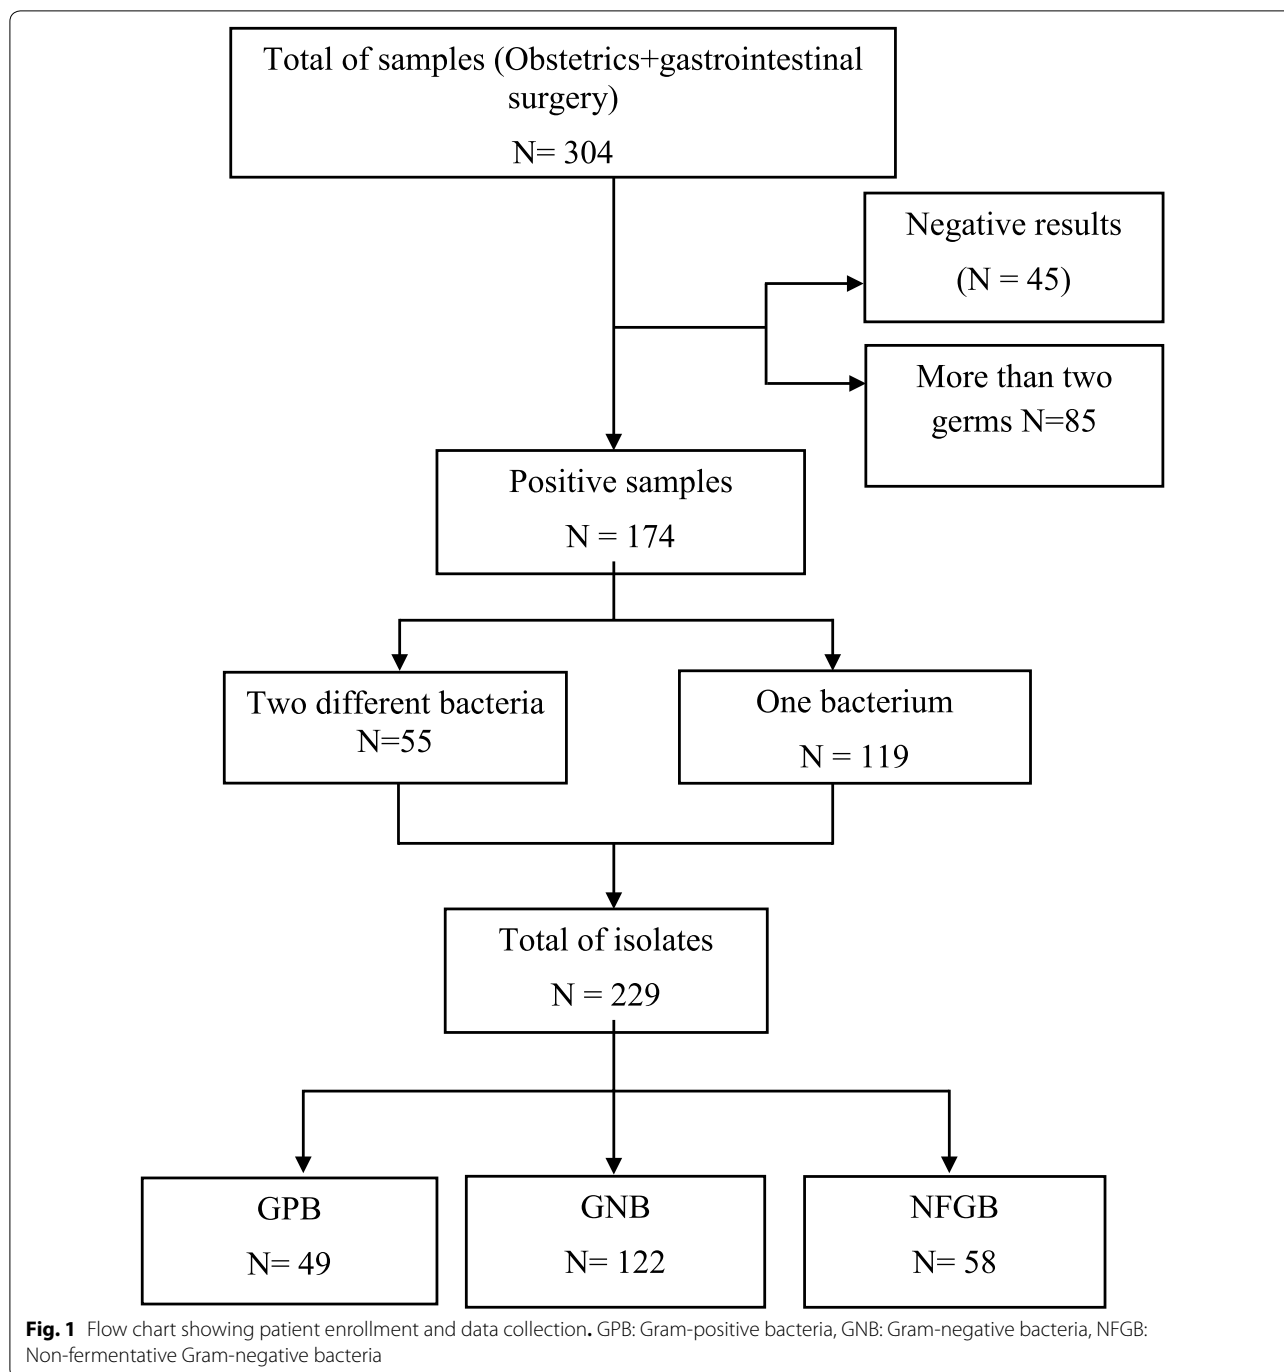 Total of samples (Obstetrics+gastrointestinal
surgery)
N= 304
Negative results
(N = 45)
More than two
germs N=85
Positive samples
N = 174
Two different bacteria
N=55
One bacterium
N = 119
Total of isolates
N = 229
GPB
N= 49
GNB
N= 122
NFGB
N= 58
Fig. 1 Flow chart showing patient enrollment and data collection. GPB: Gram-positive bacteria, GNB: Gram-negative bacteria, NFGB:
Non-fermentative Gram-negative bacteria